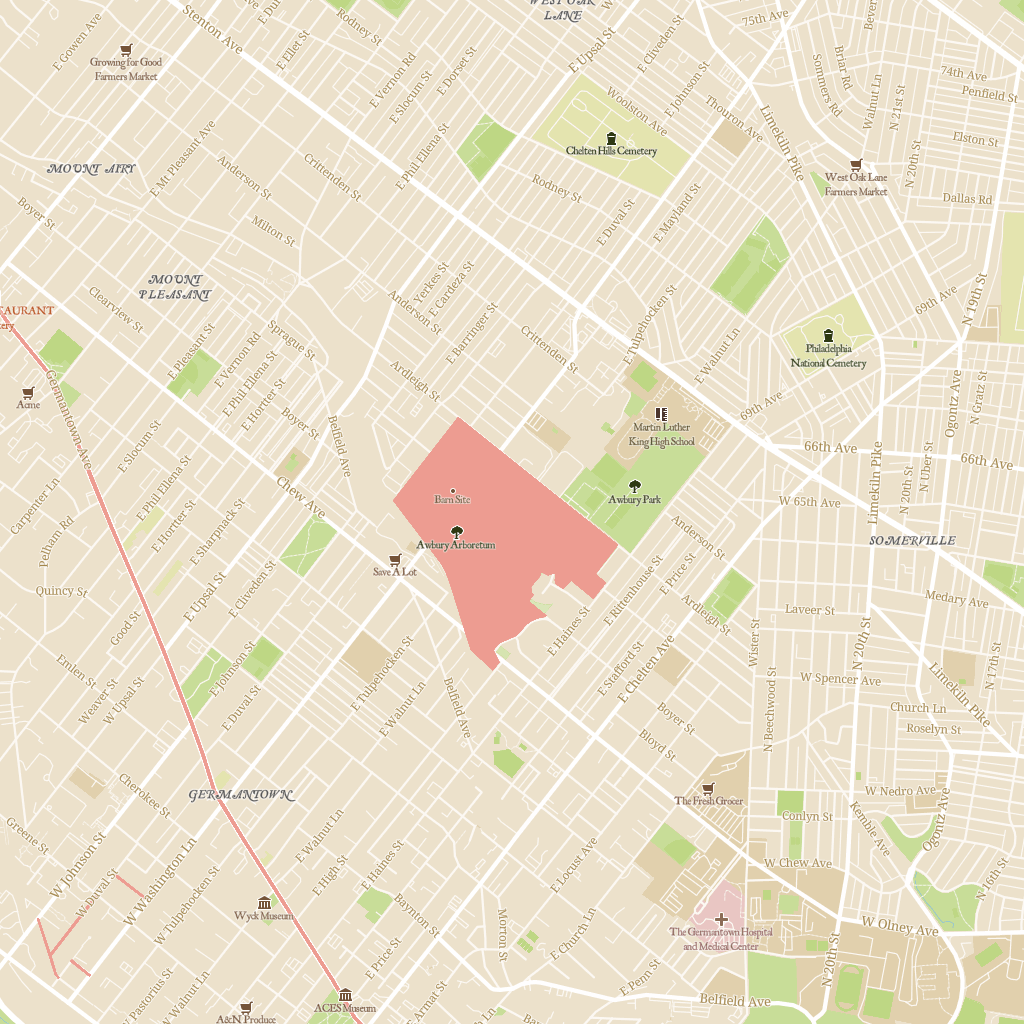 WEST OAK
LANE
Stenton Ave
E Gowen Ave
Growing for Good
Farmers Market
E Ellet St
Rodney St
E Vernon Rd
E Slocum St
E Dorset St
E Upsal St
E Cliveden St
E Johnson St
Woolston Ave
Thouron Ave
75th Ave
Briar Rd
Sommers Rd
Walnut Ln
N 21st St
74th Ave
Penfield St
Elston St
N 20th St
Limekiln Pike
Chelten Hills Cemetery
West Oak Lane
Farmers Market
Dallas Rd
MOUNT AIRY
E Mt Pleasant Ave
Anderson St
Crittenden St
E Phil Ellena St
Rodney St
E Duval St
E Mayland St
Boyer St
Milton St
MOUNT
PLEASANT
Clearview St
Yerkes St
E Cardeza St
Anderson St
E Barringer St
Crittenden St
E Tulpehocken St
E Walnut Ln
69th Ave
N 19th St
Philadelphia
National Cemetery
E Pleasant St
E Vernon Rd
Sprague St
E Phil Ellena St
E Hortter St
Boyer St
Ardleigh St
Belfield Ave
Acme
Germantown Ave
E Slocum St
Martin Luther
King High School
69th Ave
66th Ave
66th Ave
Ogontz Ave
N Gratz St
N Uber St
N 20th St
Limekiln Pike
E Phil Ellena St
E Hortter St
E Sharpnack St
Carpenter Ln
Pelham Rd
Chew Ave
Barn Site
Awbury Arboretum
Awbury Park
W 65th Ave
SOMERVILLE
Anderson St
Save A Lot
Quincy St
Good St
E Upsal St
E Cliveden St
E Rittenhouse St
E Price St
E Haines St
Ardleigh St
Laveer St
Medary Ave
Wister St
N 20th St
Emlen St
Weaver St
W Upsal St
E Johnson St
E Duval St
E Tulpehocken St
E Walnut Ln
Belfield Ave
E Stafford St
E Chelten Ave
Boyer St
Bloyd St
N Beechwood St
W Spencer Ave
Church Ln
Roselyn St
Limekiln Pike
N 17th St
GERMANTOWN
Cherokee St
Greene St
W Johnson St
W Duval St
W Washington Ln
W Tulpehocken St
E Walnut Ln
E High St
E Haines St
Baynton St
The Fresh Grocer
W Nedro Ave
Conlyn St
Kemble Ave
Ogontz Ave
W Chew Ave
N 16th St
E Locust Ave
Wyck Museum
The Germantown Hospital
and Medical Center
W Olney Ave
Morton St
E Church Ln
E Price St
E Penn St
N 20th St
Belfield Ave
ACES Museum
E Armat St
A&N Produce
W Pastorius St
W Walnut Ln